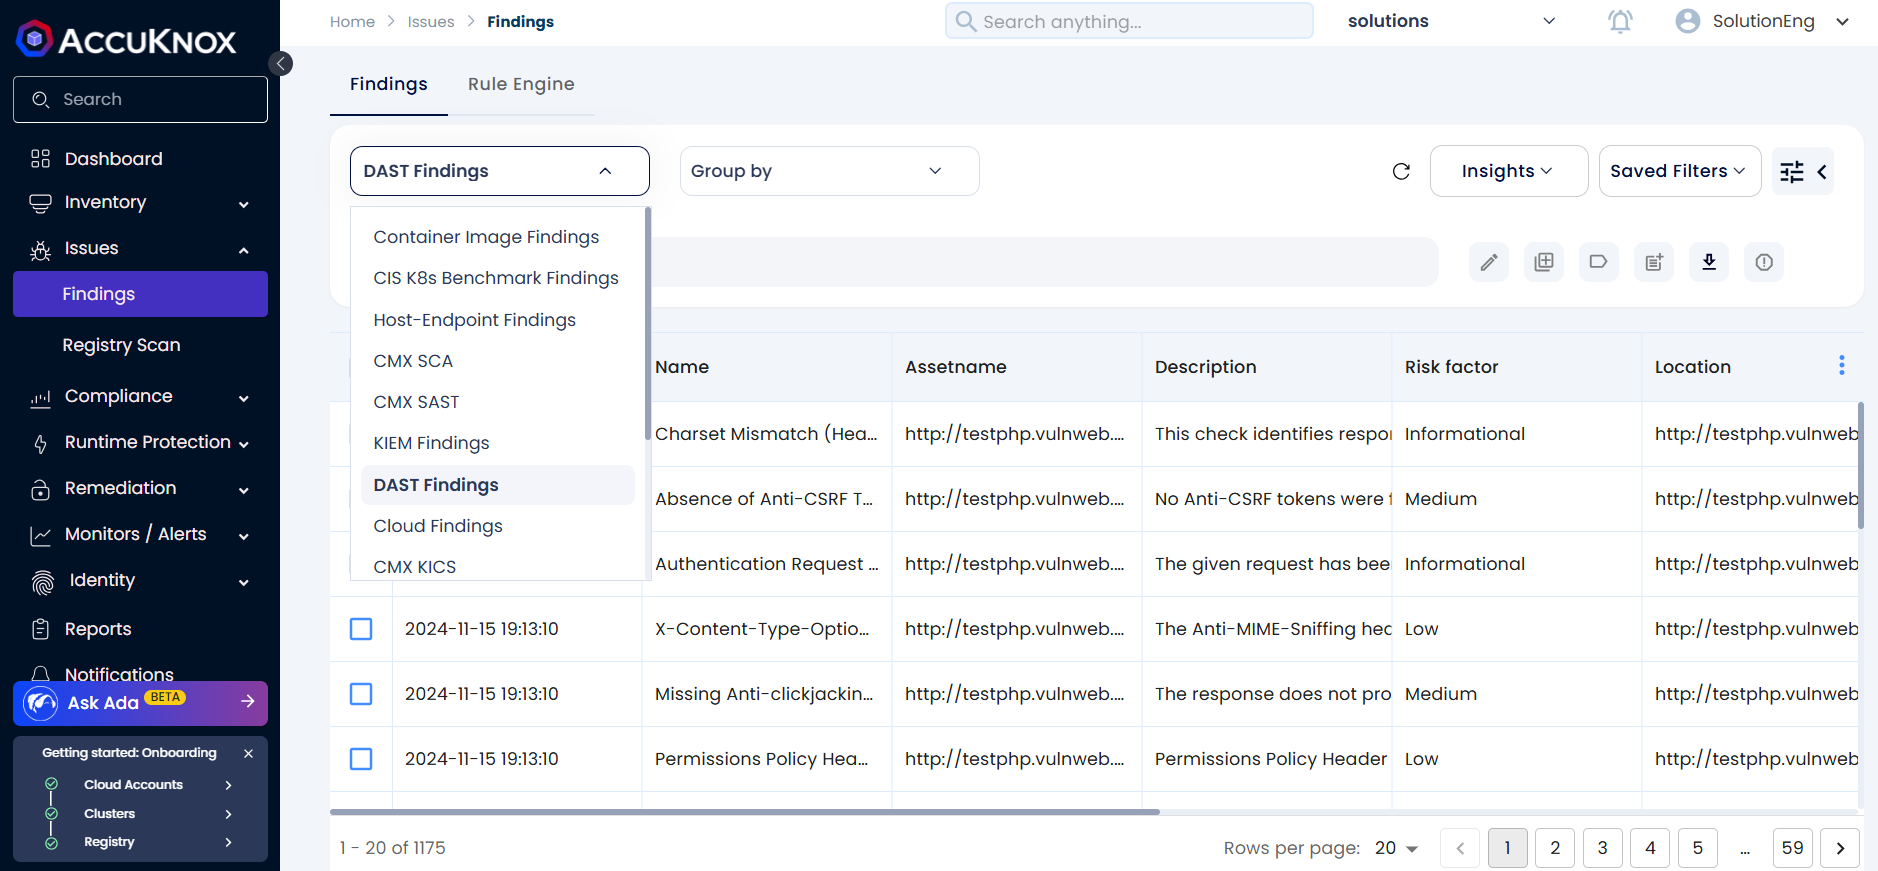 ACCUKNOX
Search
Dashboard
Inventory
Issues
Findings
Registry Scan
Compliance
Runtime Protection
Remediation
Monitors / Alerts
Identity
Reports
Notifications
Ask Ada BETA
Getting started: Onboarding
Cloud Accounts
Clusters
Registry
Home Issues Findings
Search anything...
solutions
SolutionEng
Findings Rule Engine
DAST Findings
Group by
Insights
Saved Filters
Container Image Findings
CIS K8s Benchmark Findings
Host-Endpoint Findings
CMX SCA
CMX SAST
KIEM Findings
DAST Findings
Cloud Findings
CMX KICS
Name Assetname Description Risk factor Location
Charset Mismatch (Hea... http://testphp.vulnweb.... This check identifies respo Informational http://testphp.vulnweb
Absence of Anti-CSRF T... http://testphp.vulnweb.... No Anti-CSRF tokens were f Medium http://testphp.vulnweb
Authentication Request ... http://testphp.vulnweb.... The given request has bee Informational http://testphp.vulnweb
2024-11-15 19:13:10 X-Content-Type-Optio... http://testphp.vulnweb.... The Anti-MIME-Sniffing hea Low http://testphp.vulnweb
2024-11-15 19:13:10 Missing Anti-clickjackin... http://testphp.vulnweb.... The response does not pro Medium http://testphp.vulnweb
2024-11-15 19:13:10 Permissions Policy Hea... http://testphp.vulnweb.... Permissions Policy Header Low http://testphp.vulnweb
1 - 20 of 1175
Rows per page: 20
1 2 3 4 5 ... 59